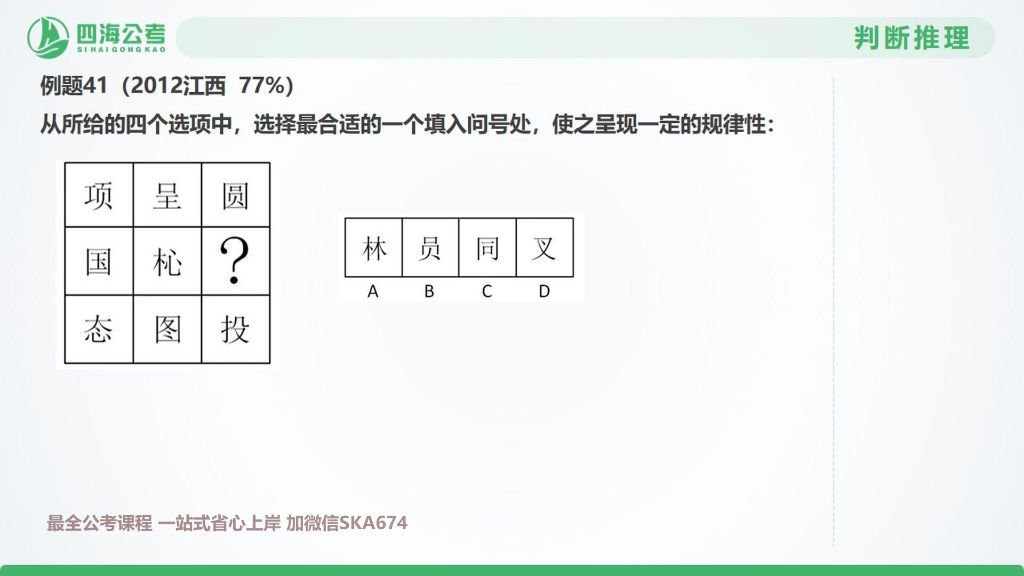 四海公考
SIHAIGONGKAO
判断推理
例题41（2012江西 77%）
从所给的四个选项中，选择最合适的一个填入问号处，使之呈现一定的规律性：
项 呈 圆
国 杺 ?
态 图 投
林 员 同 叉
A B C D
最全公考课程 一站式省心上岸 加微信SKA674